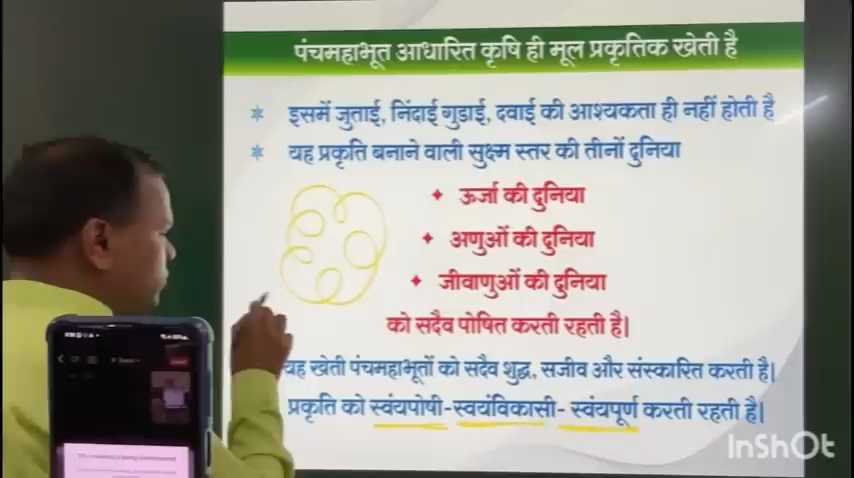 पंचमहाभूत आधारित कृषि ही मूल प्रकृतिक खेती है
* इसमें जुताई, निंदाई गुडाई, दवाई की आश्यकता ही नहीं होती है
* यह प्रकृति बनाने वाली सुक्ष्म स्तर की तीनों दुनिया
✦ ऊर्जा की दुनिया
✦ अणुओं की दुनिया
✦ जीवाणुओं की दुनिया
को सदैव पोषित करती रहती है।
यह खेती पंचमहाभूतों को सदैव शुद्ध, सजीव और संस्कारित करती है।
प्रकृति को स्वंयपोषी-स्वयंविकासी- स्वंयपूर्ण करती रहती है।
InShOt